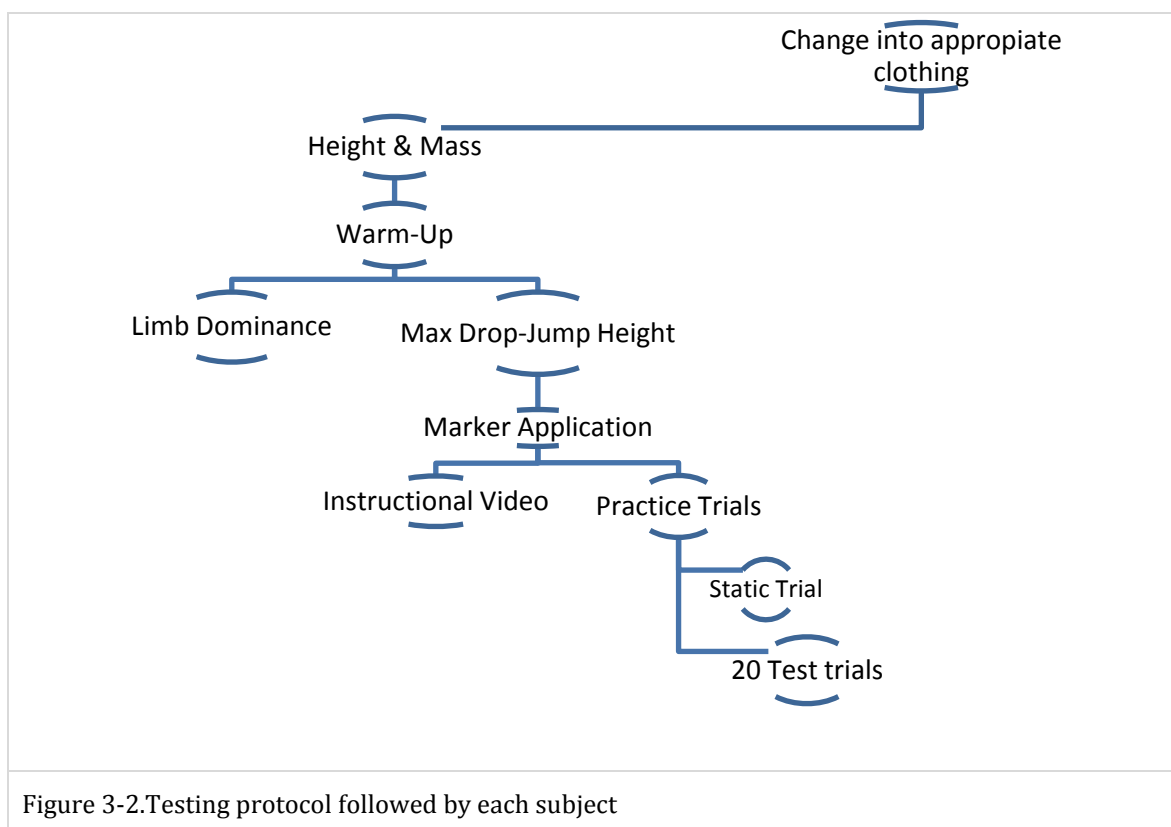 Change into appropiate
clothing
Height & Mass
Warm-Up
Limb Dominance
Max Drop-Jump Height
Marker Application
Instructional Video
Practice Trials
Static Trial
20 Test trials
Figure 3-2.Testing protocol followed by each subject